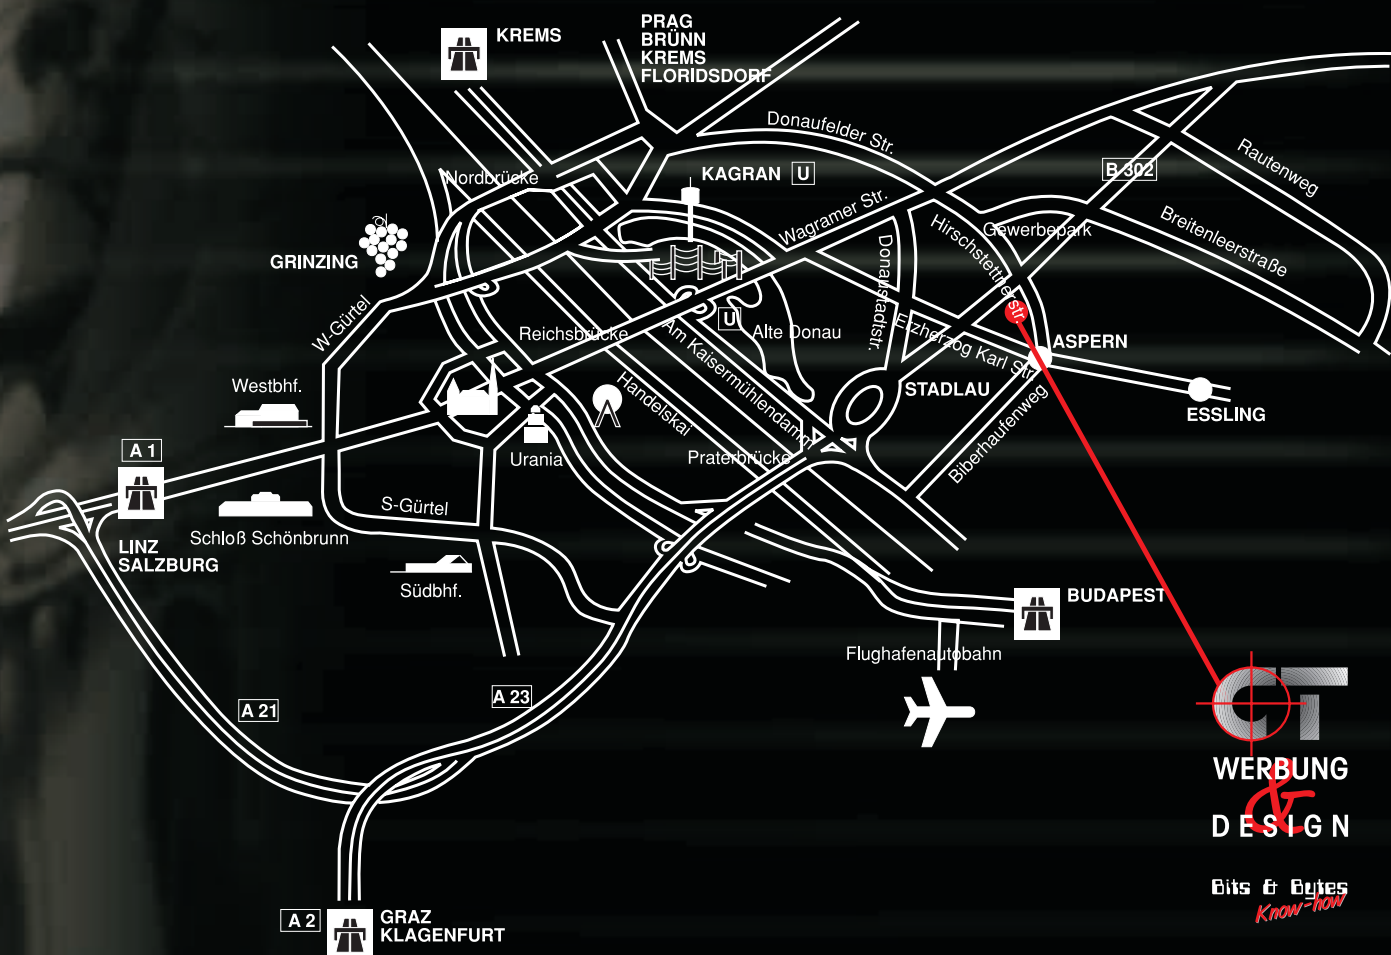 KREMS
PRAG
BRÜNN
KREMS
FLORIDSDORF
Donaufelder Str.
Nordbrücke
KAGRAN U
B 302
Rautenweg
Wagramer Str.
Hirschstettnerstr.
Gewerbepark
Breitenleerstraße
GRINZING
Donaustadtstr.
W-Gürtel
Reichsbrücke
U
Alte Donau
Am Kaisermühlendamm
Erzherzog Karl Str.
ASPERN
Westbhf.
Handelskai
STADLAU
ESSLING
A 1
Urania
Praterbrücke
Biberhaufenweg
S-Gürtel
Schloß Schönbrunn
LINZ
SALZBURG
Südbhf.
BUDAPEST
Flughafenautobahn
A 21
A 23
CT
WERBUNG
&
DESIGN
Bits & Bytes
Know-how
A 2
GRAZ
KLAGENFURT